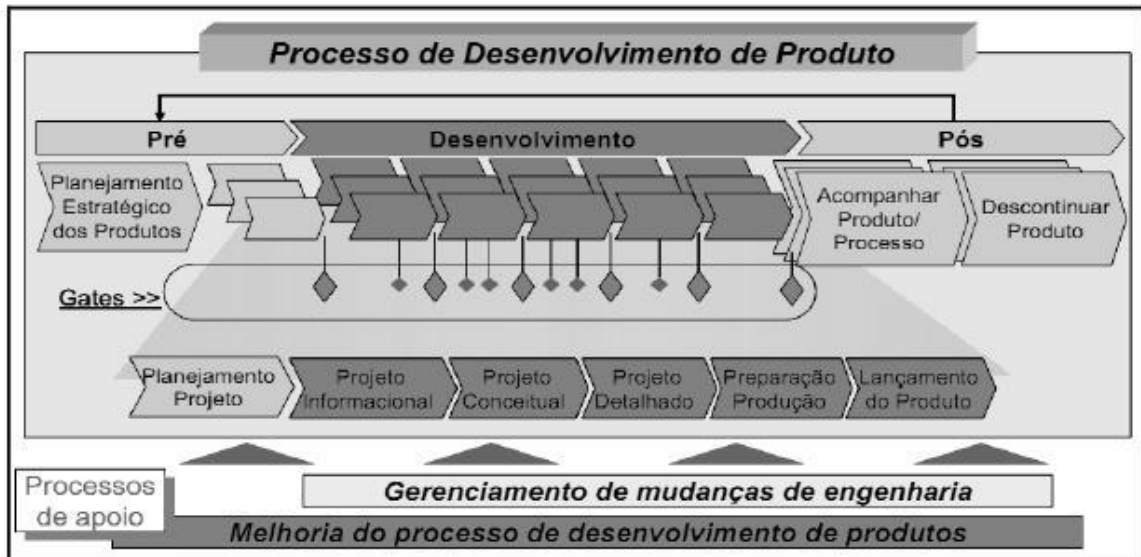 Processo de Desenvolvimento de Produto
Pré
Desenvolvimento
Pós
Planejamento
Estratégico
dos Produtos
Acompanhar
Produto/
Processo
Descontinuar
Produto
Gates >>
Planejamento
Projeto
Projeto
Informacional
Projeto
Conceitual
Projeto
Detalhado
Preparação
Produção
Lançamento
do Produto
Processos
de apoio
Gerenciamento de mudanças de engenharia
Melhoria do processo de desenvolvimento de produtos